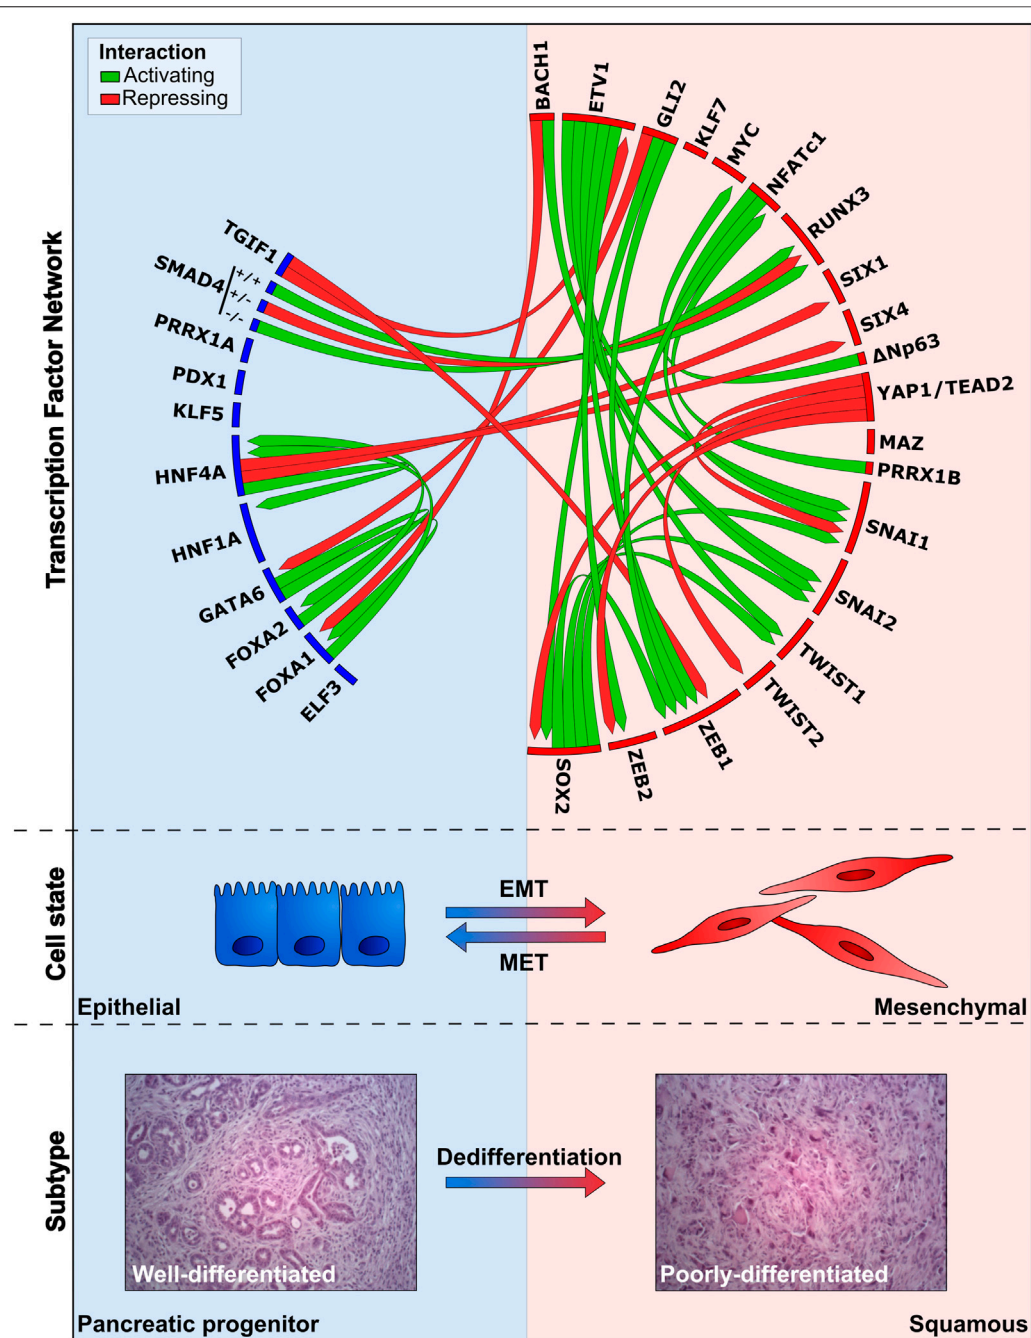 Interaction
Activating
Repressing
Transcription Factor Network
TGIF1
SMAD4
+/+
+/-
-/-
PRRX1A
PDX1
KLF5
HNF4A
HNF1A
GATA6
FOXA2
FOXA1
ELF3
BACH1
ETV1
GLI2
KLF7
MYC
NFATc1
RUNX3
SIX1
SIX4
ΔNp63
YAP1/TEAD2
MAZ
PRRX1B
SNAI1
SNAI2
TWIST1
TWIST2
ZEB1
ZEB2
SOX2
Cell state
EMT
MET
Epithelial
Mesenchymal
Subtype
Dedifferentiation
Well-differentiated
Poorly-differentiated
Pancreatic progenitor
Squamous